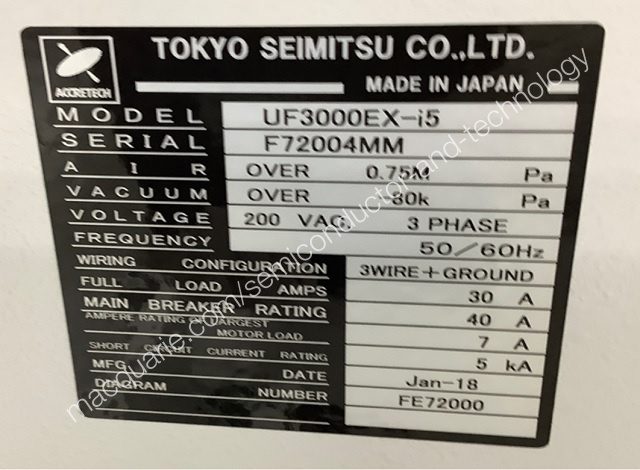 TOKYO SEIMITSU CO.,LTD.
ACCRETECH
MADE IN JAPAN
MODEL UF3000EX-i5
SERIAL F72004MM
AIR OVER 0.75M Pa
VACUUM OVER -80k Pa
VOLTAGE 200 VAC 3 PHASE
FREQUENCY 50/60Hz
WIRING CONFIGURATION 3WIRE+GROUND
FULL LOAD AMPS 30 A
MAIN BREAKER RATING 40 A
AMPERE RATING OF LARGEST
MOTOR LOAD 7 A
SHORT CIRCUIT CURRENT RATING 5 kA
MFG. DATE Jan-18
DIAGRAM NUMBER FE72000
macquarie.com/semiconductor-and-technology